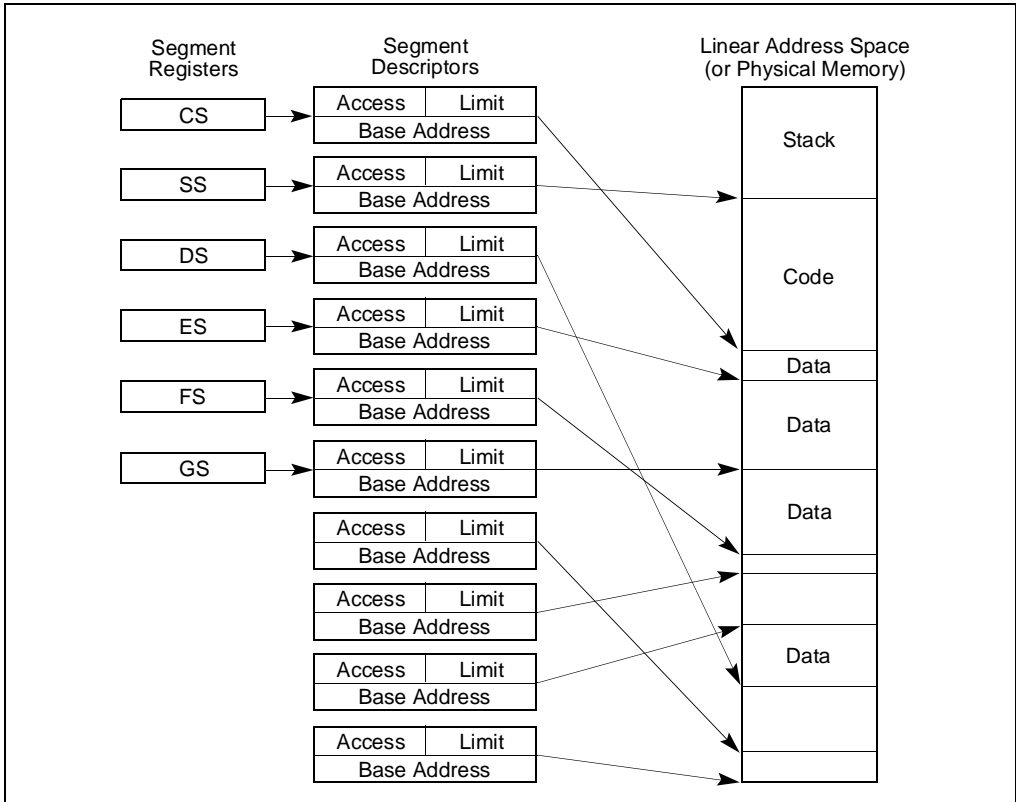 Segment
Registers
Segment
Descriptors
Linear Address Space
(or Physical Memory)
CS
Access Limit
Base Address
Stack
SS
Access Limit
Base Address
DS
Access Limit
Base Address
Code
ES
Access Limit
Base Address
Data
FS
Access Limit
Base Address
Data
GS
Access Limit
Base Address
Data
Access Limit
Base Address
Access Limit
Base Address
Access Limit
Base Address
Data
Access Limit
Base Address